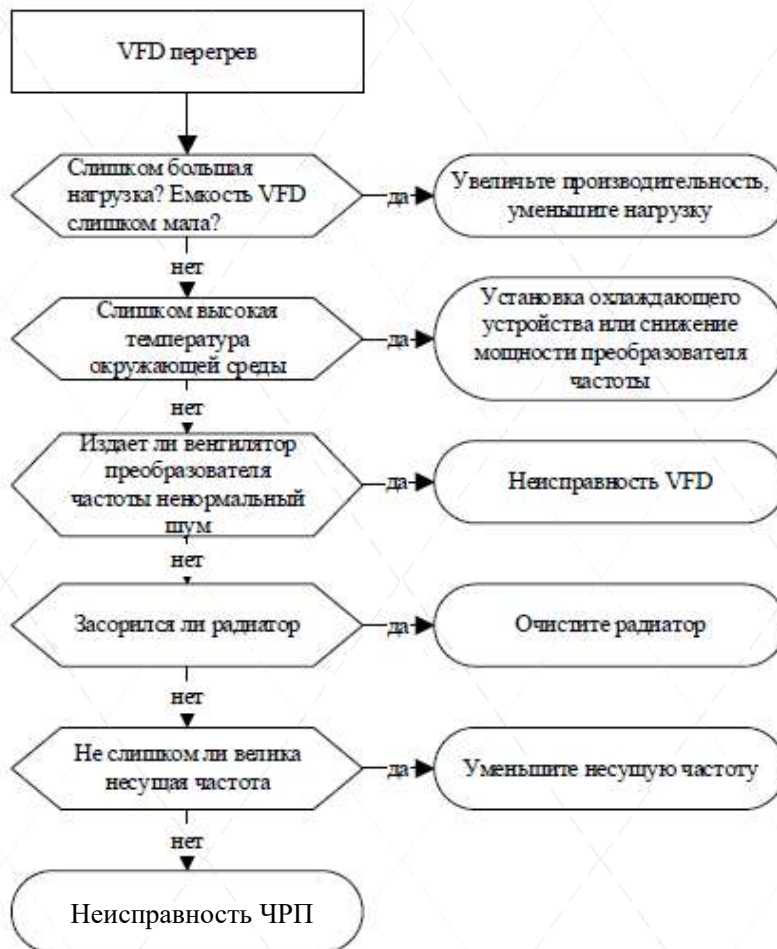 VFD перегрев
Слишком большая
нагрузка? Емкость VFD
слишком мала?
да
Увеличьте производительность,
уменьшите нагрузку
нет
Слишком высокая
температура
окружающей среды
да
Установка охлаждающего
устройства или снижение
мощности преобразователя
частоты
нет
Издает ли вентилятор
преобразователя
частоты ненормальный
шум
да
Неисправность VFD
нет
Засорился ли радиатор
да
Очистите радиатор
нет
Не слишком ли велика
несущая частота
да
Уменьшите несущую частоту
нет
Неисправность ЧРП